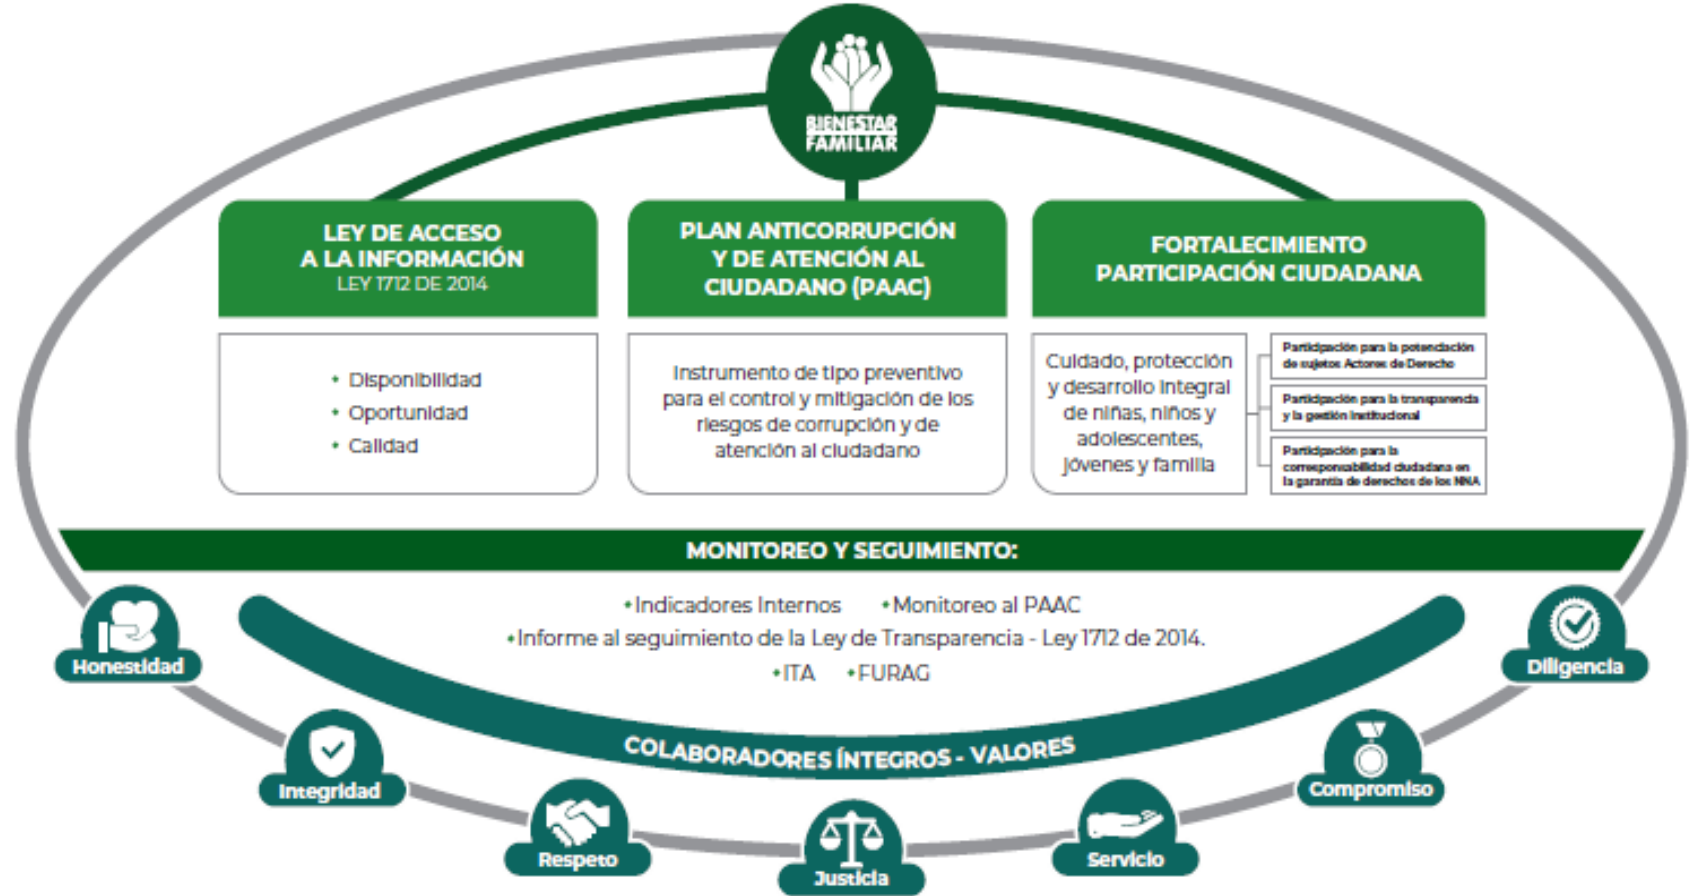 BIENESTAR
FAMILIAR
LEY DE ACCESO
A LA INFORMACIÓN
LEY 1712 DE 2014
• Disponibilidad
• Oportunidad
• Calidad
PLAN ANTICORRUPCIÓN
Y DE ATENCIÓN AL
CIUDADANO (PAAC)
Instrumento de tipo preventivo
para el control y mitigación de los
riesgos de corrupción y de
atención al ciudadano
FORTALECIMIENTO
PARTICIPACIÓN CIUDADANA
Cuidado, protección
y desarrollo integral
de niñas, niños y
adolescentes,
jóvenes y familia
Participación para la potenciación
de sujetos Actores de Derecho
Participación para la transparencia
y la gestión institucional
Participación para la
corresponsabilidad ciudadana en
la garantía de derechos de los NNA
MONITOREO Y SEGUIMIENTO:
•Indicadores Internos •Monitoreo al PAAC
•Informe al seguimiento de la Ley de Transparencia - Ley 1712 de 2014.
•ITA •FURAG
COLABORADORES ÍNTEGROS - VALORES
Honestidad
Integridad
Respeto
Justicia
Servicio
Compromiso
Diligencia